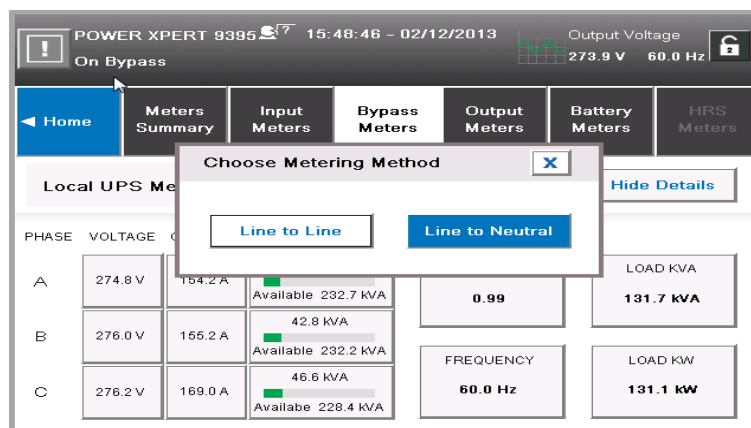 POWER XPERT 9395 ? 15:48:46 - 02/12/2013
Output Voltage
! On Bypass
273.9 V 60.0 Hz 2
Home
Meters Summary
Input Meters
Bypass Meters
Output Meters
Battery Meters
HRS Meters
Choose Metering Method X
Local UPS Me
Hide Details
Line to Line Line to Neutral
PHASE VOLTAGE
A 274.8 V 154.2 A
Available 232.7 kVA
0.99
LOAD KVA
131.7 kVA
B 276.0 V 155.2 A
42.8 kVA
Available 232.2 kVA
C 276.2 V 169.0 A
46.6 kVA
Availabe 228.4 kVA
FREQUENCY
60.0 Hz
LOAD KW
131.1 kW